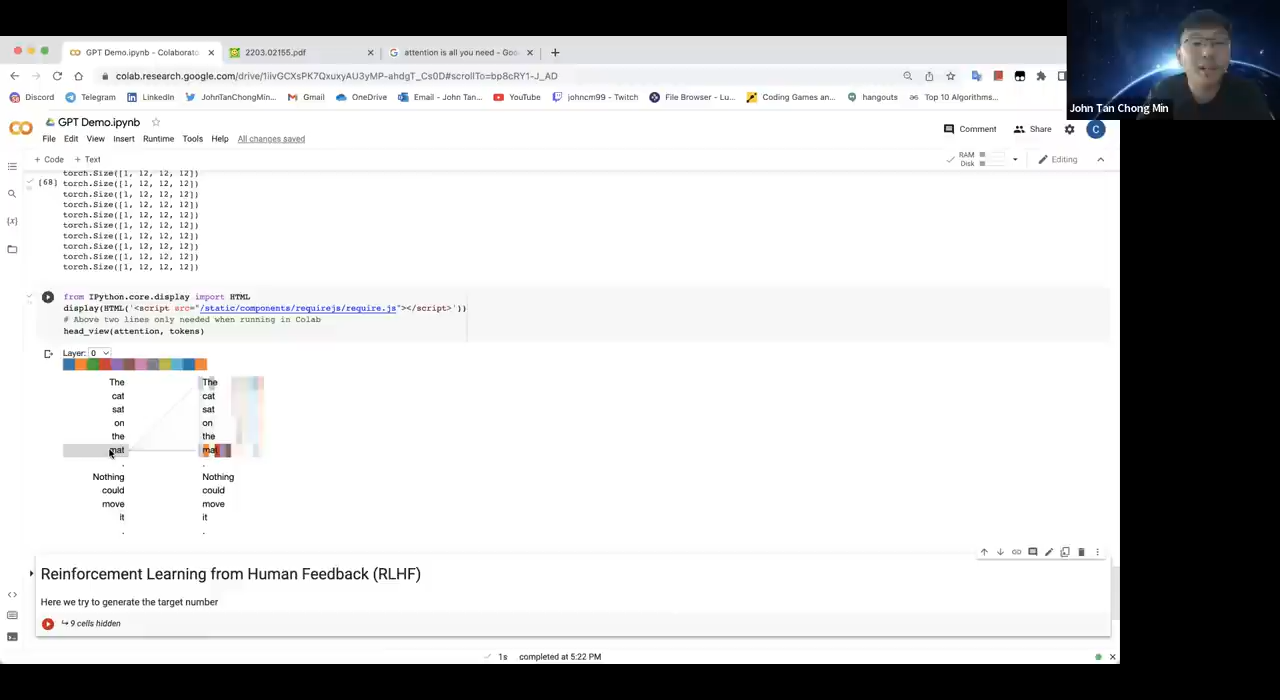 GPT Demo.ipynb - Colaborato
2203.02155.pdf
attention is all you need - Goo
colab.research.google.com/drive/1iivGCXsPK7QxuxyAU3yMP-ahdgT_Cs0D#scrollTo=bp8cRY1-J_AD
Discord Telegram LinkedIn JohnTanChongMin... Gmail OneDrive Email - John Tan... YouTube johncm99 - Twitch File Browser - Lu... Coding Games an... hangouts Top 10 Algorithms...
John Tan Chong Min
GPT Demo.ipynb
Comment Share C
File Edit View Insert Runtime Tools Help All changes saved
+ Code + Text
RAM
Disk
Editing
torch.Size([1, 12, 12, 12])
[68] torch.Size([1, 12, 12, 12])
torch.Size([1, 12, 12, 12])
torch.Size([1, 12, 12, 12])
torch.Size([1, 12, 12, 12])
torch.Size([1, 12, 12, 12])
torch.Size([1, 12, 12, 12])
torch.Size([1, 12, 12, 12])
torch.Size([1, 12, 12, 12])
torch.Size([1, 12, 12, 12])
from IPython.core.display import HTML
display(HTML('<script src="/static/components/requirejs/require.js"></script>'))
# Above two lines only needed when running in Colab
head_view(attention, tokens)
Layer: 0
The The
cat cat
sat sat
on on
the the
mat mat
. .
Nothing Nothing
could could
move move
it it
. .
Reinforcement Learning from Human Feedback (RLHF)
Here we try to generate the target number
9 cells hidden
1s completed at 5:22 PM